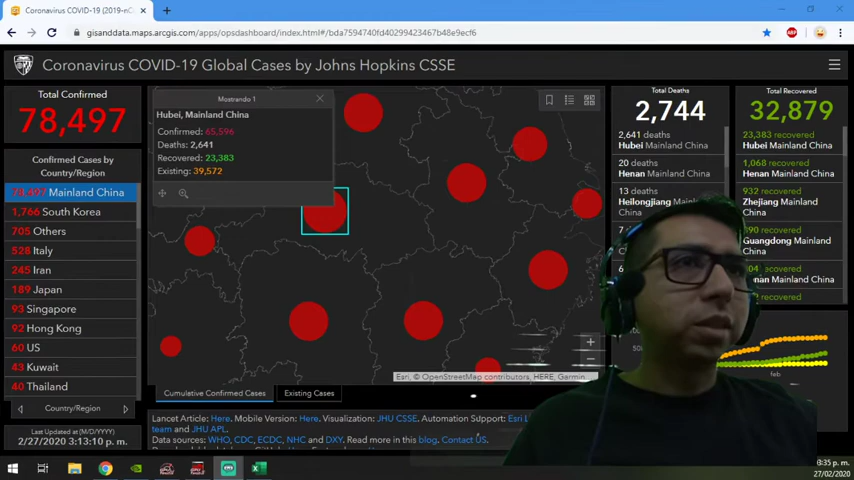 Coronavirus COVID-19 (2019-nC
gisanddata.maps.arcgis.com/apps/opsdashboard/index.html#/bda7594740fd40299423467b48e9ecf6
ABP
Coronavirus COVID-19 Global Cases by Johns Hopkins CSSE
Total Confirmed
78,497
Confirmed Cases by
Country/Region
78,497 Mainland China
1,766 South Korea
705 Others
528 Italy
245 Iran
189 Japan
93 Singapore
92 Hong Kong
60 US
43 Kuwait
40 Thailand
Country/Region
Last Updated at (M/D/YYYY)
2/27/2020 3:13:10 p. m.
Mostrando 1
Hubei, Mainland China
Confirmed: 65,596
Deaths: 2,641
Recovered: 23,383
Existing: 39,572
Esri, © OpenStreetMap contributors, HERE, Garmin,
Cumulative Confirmed Cases
Existing Cases
Lancet Article: Here. Mobile Version: Here. Visualization: JHU CSSE. Automation Support: Esri L
team and JHU APL.
Data sources: WHO, CDC, ECDC, NHC and DXY. Read more in this blog. Contact US.
Total Deaths
2,744
2,641 deaths
Hubei Mainland China
20
deaths
Henan Mainland China
13
deaths
Heilongjiang Mainland
China
Total Recovered
32,879
23,383 recovered
Hubei Mainland China
1,068 recovered
Henan Mainland China
932 recovered
Zhejiang Mainland
China
recovered
Guangdong Mainland
China
recovered
Mainland China
recovered
feb
27/02/2020